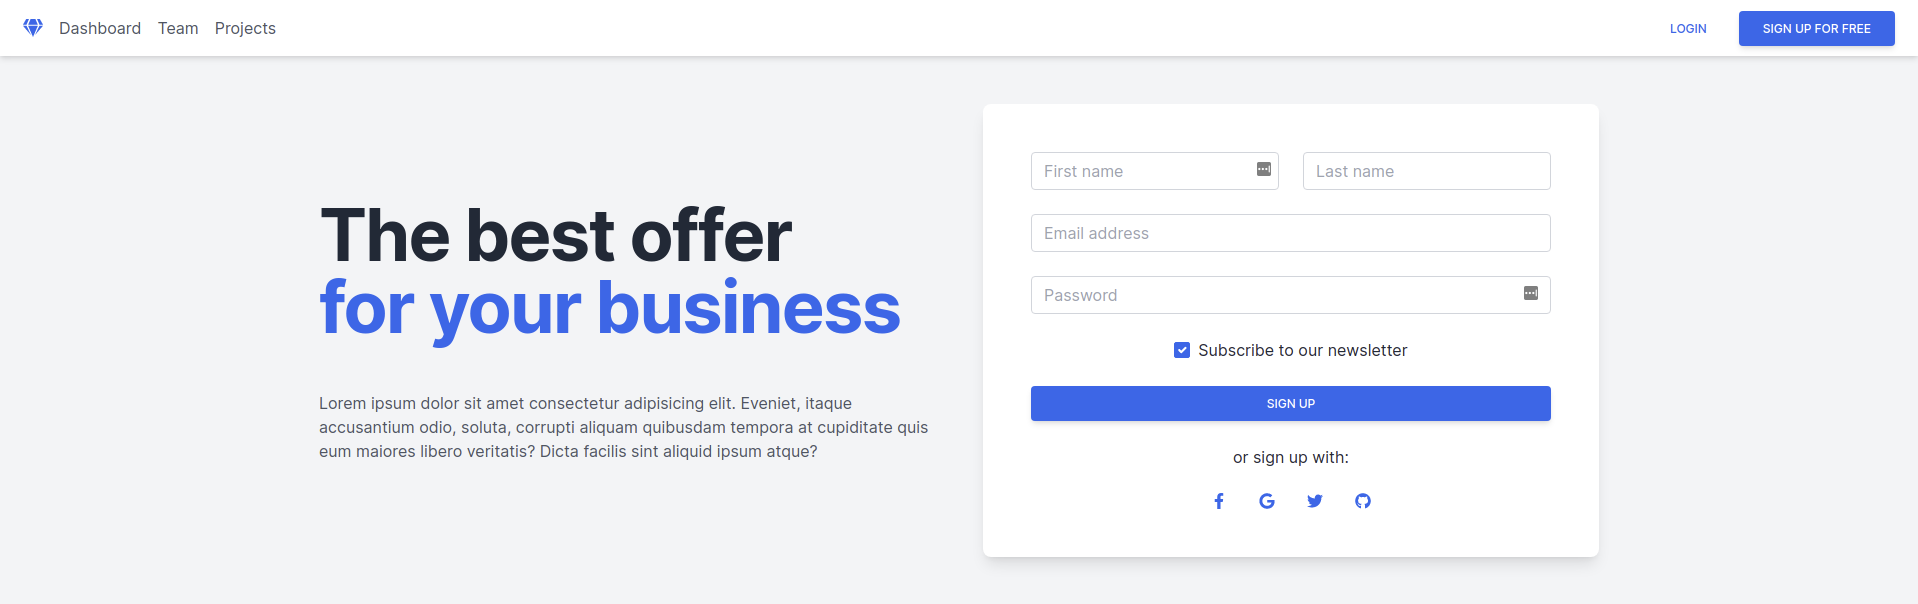 Dashboard Team Projects LOGIN SIGN UP FOR FREE
The best offer
for your business
Lorem ipsum dolor sit amet consectetur adipisicing elit. Eveniet, itaque
accusantium odio, soluta, corrupti aliquam quibusdam tempora at cupiditate quis
eum maiores libero veritatis? Dicta facilis sint aliquid ipsum atque?
First name Last name
Email address
Password
Subscribe to our newsletter
SIGN UP
or sign up with: